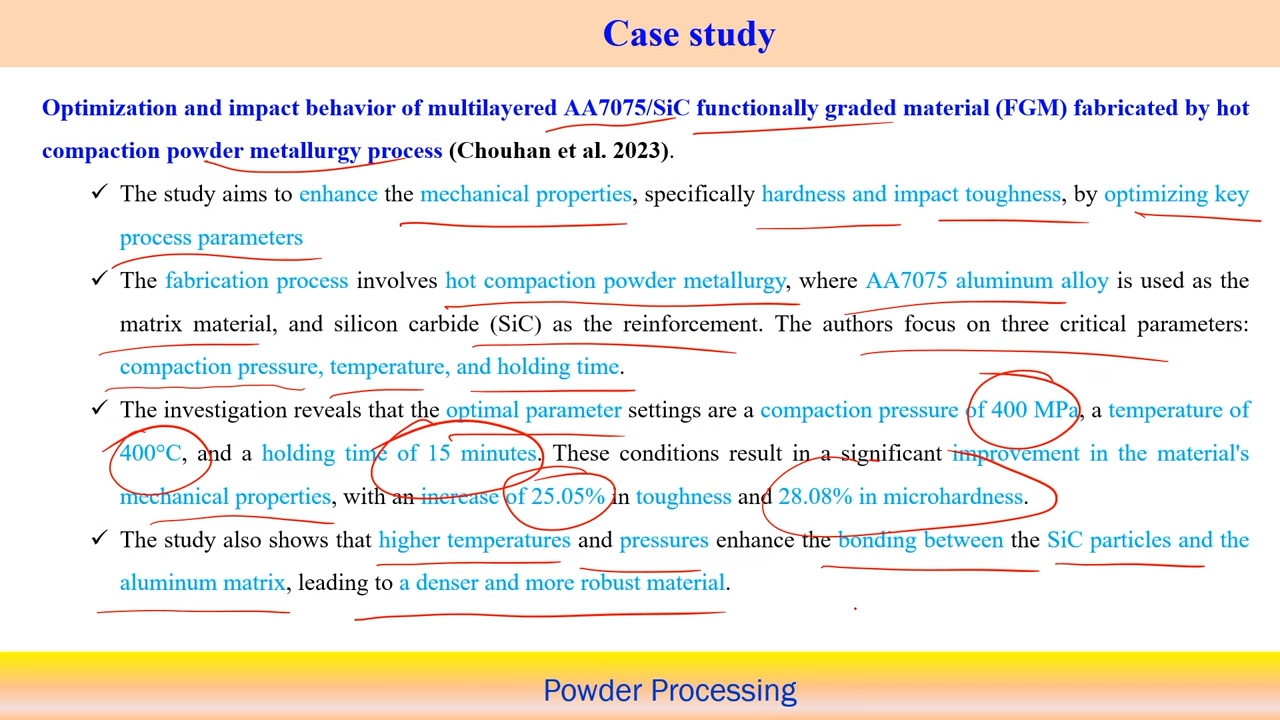 Case study
Optimization and impact behavior of multilayered AA7075/SiC functionally graded material (FGM) fabricated by hot
compaction powder metallurgy process (Chouhan et al. 2023).
✓ The study aims to enhance the mechanical properties, specifically hardness and impact toughness, by optimizing key
process parameters
✓ The fabrication process involves hot compaction powder metallurgy, where AA7075 aluminum alloy is used as the
matrix material, and silicon carbide (SiC) as the reinforcement. The authors focus on three critical parameters:
compaction pressure, temperature, and holding time.
✓ The investigation reveals that the optimal parameter settings are a compaction pressure of 400 MPa, a temperature of
400°C, and a holding time of 15 minutes. These conditions result in a significant improvement in the material's
mechanical properties, with an increase of 25.05% in toughness and 28.08% in microhardness.
✓ The study also shows that higher temperatures and pressures enhance the bonding between the SiC particles and the
aluminum matrix, leading to a denser and more robust material.
Powder Processing